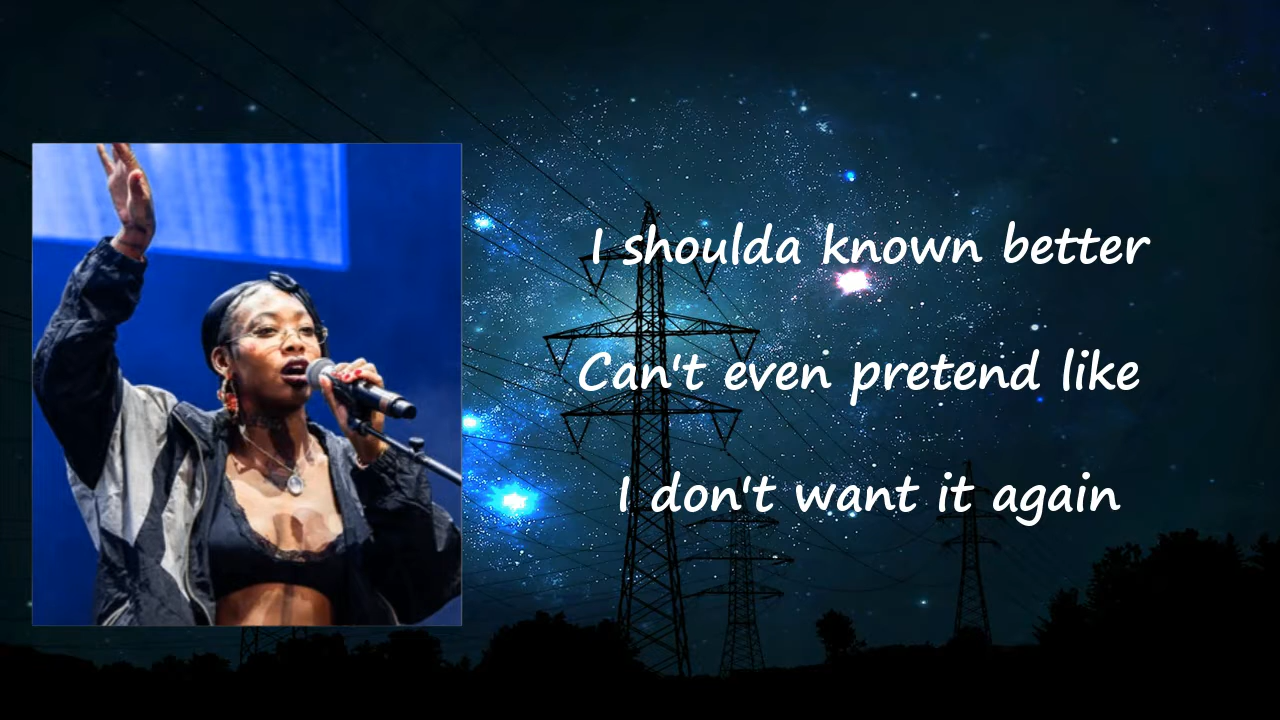 I shoulda known better
Can't even pretend like
I don't want it again